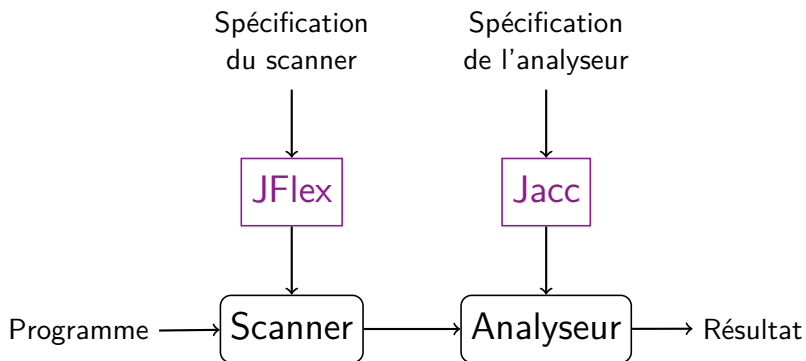 Spécification
du scanner
Spécification
de l'analyseur
JFlex
Jacc
Programme
Scanner
Analyseur
Résultat